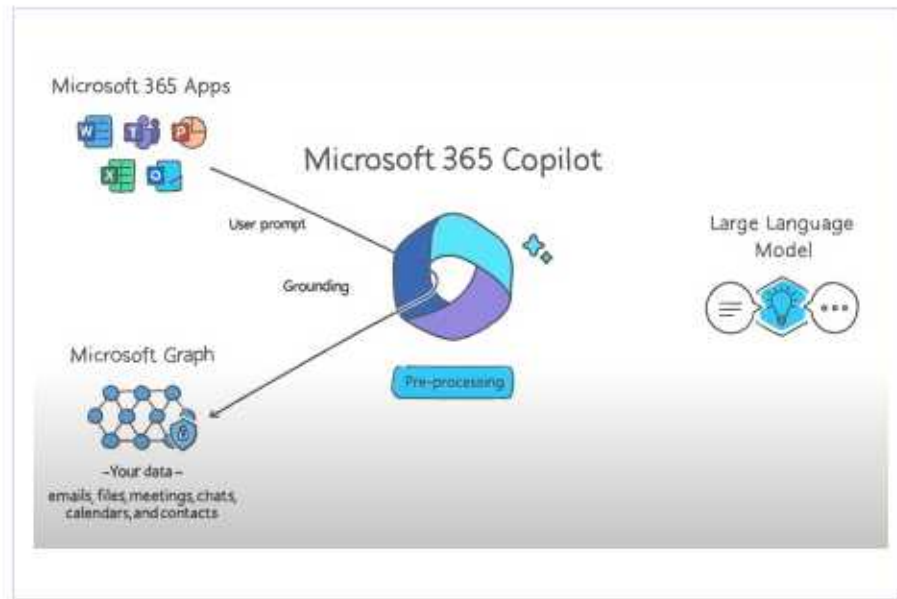 Microsoft 365 Apps
W
T
P
X
O
Microsoft 365 Copilot
User prompt
Grounding
Large Language
Model
Microsoft Graph
Pre-processing
-Your data-
emails, files, meetings, chats,
calendars, and contacts